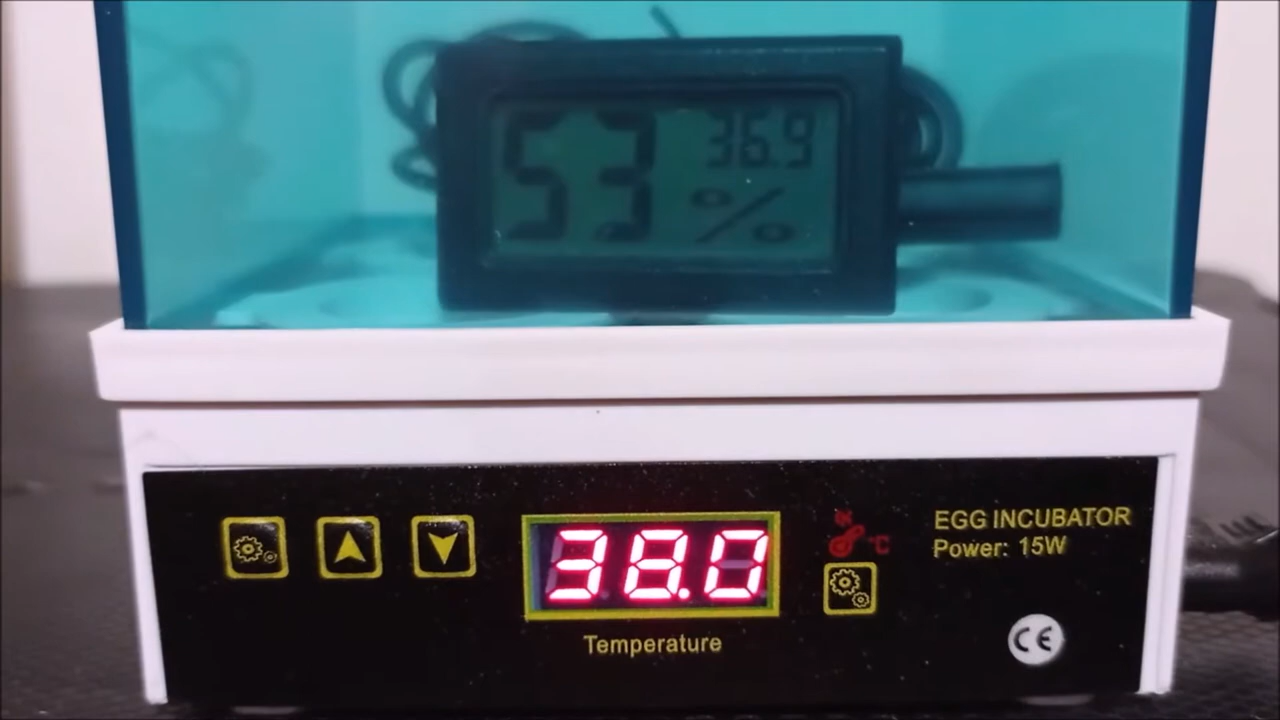 36.9
53 %
38.0
°C
Temperature
EGG INCUBATOR
Power: 15W
CE